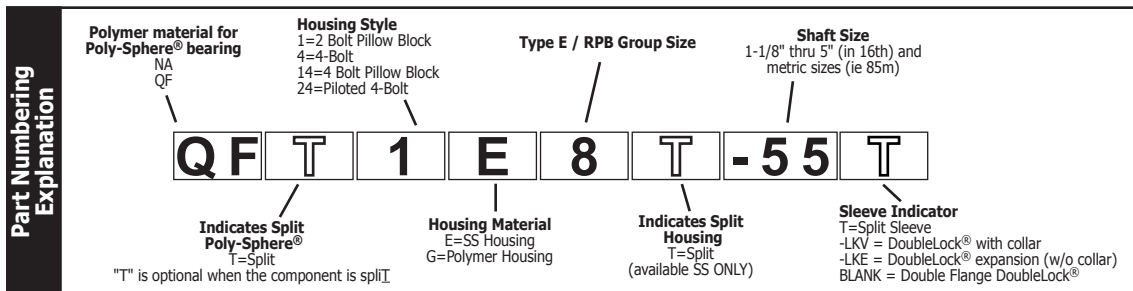 Part Numbering
Explanation
Polymer material for
Poly-Sphere® bearing
NA
QF
Housing Style
1=2 Bolt Pillow Block
4=4-Bolt
14=4 Bolt Pillow Block
24=Piloted 4-Bolt
Type E / RPB Group Size
Shaft Size
1-1/8" thru 5" (in 16th) and
metric sizes (ie 85m)
QF T 1 E 8 T -55 T
Indicates Split
Poly-Sphere®
T=Split
"T" is optional when the component is spliT
Housing Material
E=SS Housing
G=Polymer Housing
Indicates Split
Housing
T=Split
(available SS ONLY)
Sleeve Indicator
T=Split Sleeve
-LKV = DoubleLock® with collar
-LKE = DoubleLock® expansion (w/o collar)
BLANK = Double Flange DoubleLock®